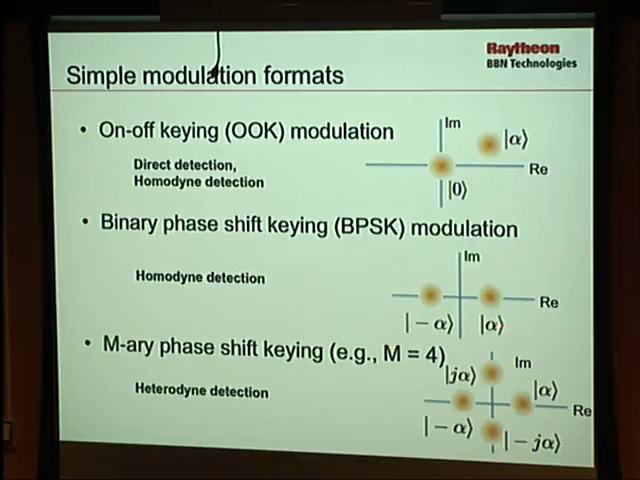 Raytheon
BBN Technologies
Simple modulation formats
• On-off keying (OOK) modulation
Direct detection,
Homodyne detection
Im
|α⟩
Re
|0⟩
• Binary phase shift keying (BPSK) modulation
Homodyne detection
Im
Re
|−α⟩
|α⟩
• M-ary phase shift keying (e.g., M = 4)
Heterodyne detection
Im
|jα⟩
|α⟩
Re
|−α⟩
|−jα⟩